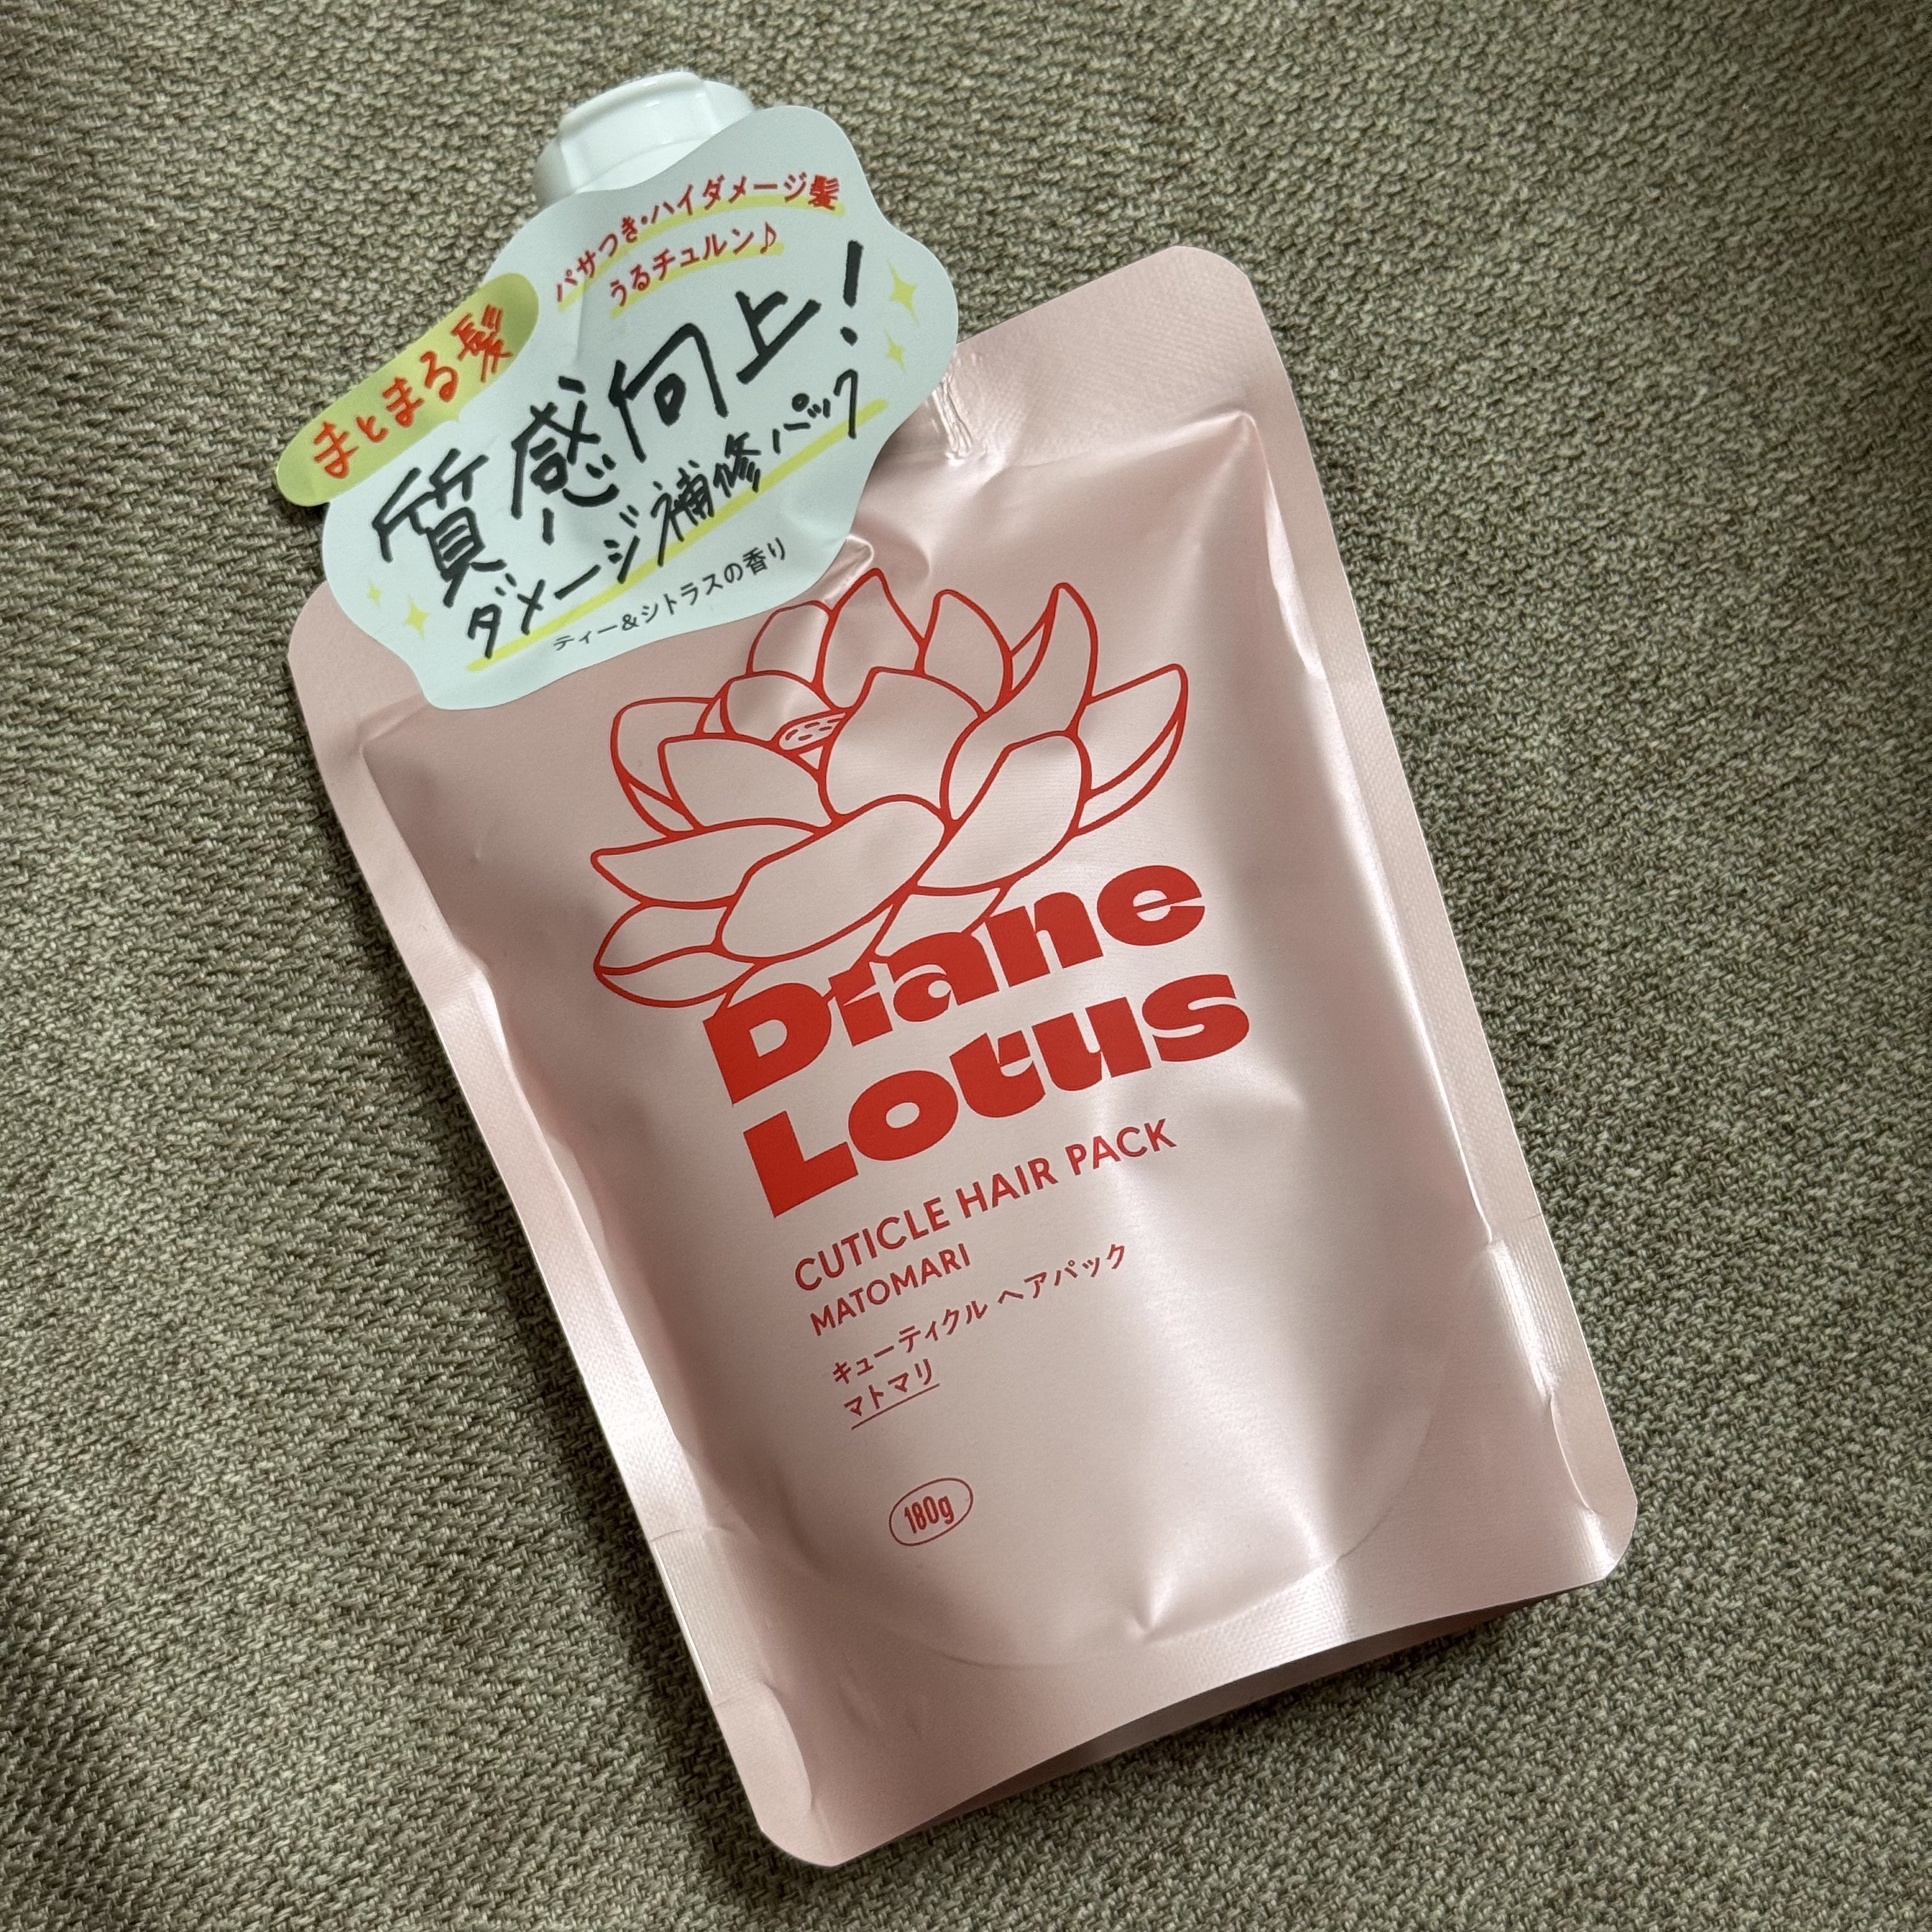 パサつき・ハイダメージ髪
うるチュルン♪
まとまる髪
質感向上!
ダメージ補修パック
ティー&シトラスの香り
Diane
Lotus
CUTICLE HAIR PACK
MATOMARI
キューティクル ヘアパック
マトマリ
180g